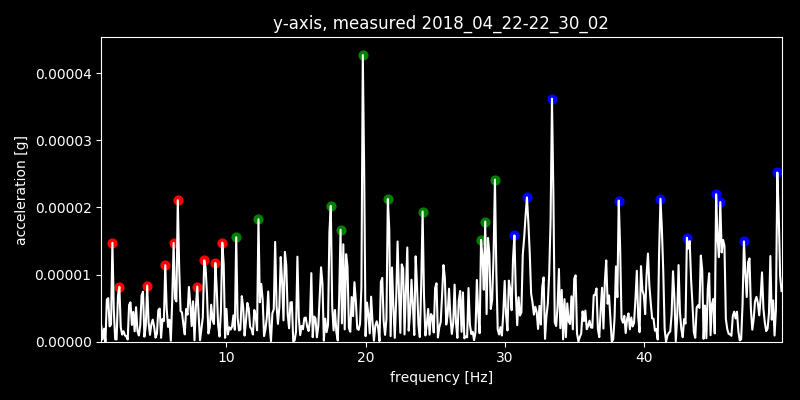 y-axis, measured 2018_04_22-22_30_02
0.00004
0.00003
0.00002
0.00001
0.00000
acceleration [g]
10 20 30 40
frequency [Hz]